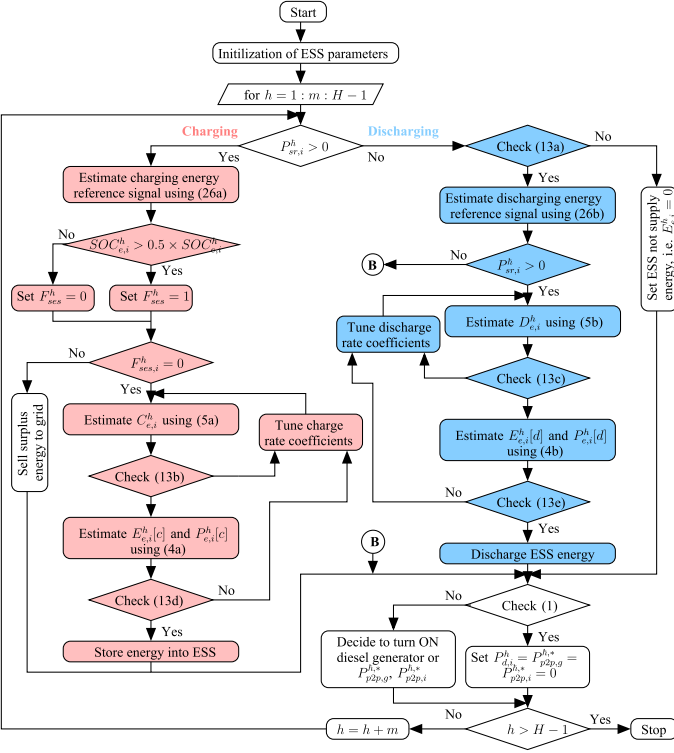 Start
Initilization of ESS parameters
for h = 1 : m : H − 1
Charging
Discharging
P^h_{sr,i} > 0
Yes
No
Check (13a)
No
Yes
Estimate charging energy
reference signal using (26a)
Estimate discharging energy
reference signal using (26b)
Set ESS not supply
energy, i.e. E^h_{e,i} = 0
No
SOC^h_{e,i} > 0.5 × SOC^h_{e,i}
Yes
B
No
P^h_{sr,i} > 0
Yes
Set F^h_{ses} = 0
Set F^h_{ses} = 1
Tune discharge
rate coefficients
Estimate D^h_{e,i} using (5b)
No
F^h_{ses,i} = 0
Yes
Check (13c)
Sell surplus
energy to grid
Estimate C^h_{e,i} using (5a)
Tune charge
rate coefficients
Estimate E^h_{e,i}[d] and P^h_{e,i}[d]
using (4b)
Check (13b)
No
Check (13e)
Yes
Estimate E^h_{e,i}[c] and P^h_{e,i}[c]
using (4a)
B
Discharge ESS energy
Check (13d)
No
Yes
Check (1)
No
Yes
Store energy into ESS
Decide to turn ON
diesel generator or
P^{h,*}_{p2p,g}, P^{h,*}_{p2p,i}
Set P^h_{d,i} = P^{h,*}_{p2p,g} =
P^{h,*}_{p2p,i} = 0
h = h + m
No
h > H − 1
Yes
Stop